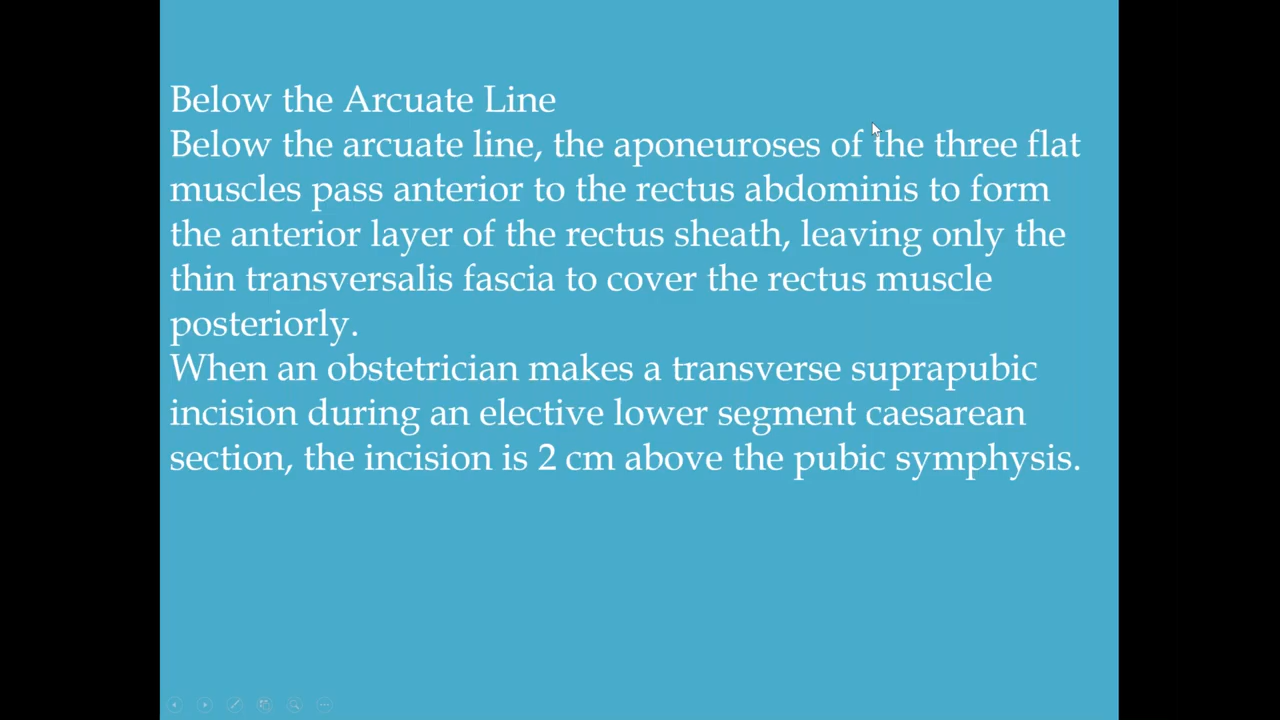 Below the Arcuate Line
Below the arcuate line, the aponeuroses of the three flat
muscles pass anterior to the rectus abdominis to form
the anterior layer of the rectus sheath, leaving only the
thin transversalis fascia to cover the rectus muscle
posteriorly.
When an obstetrician makes a transverse suprapubic
incision during an elective lower segment caesarean
section, the incision is 2 cm above the pubic symphysis.